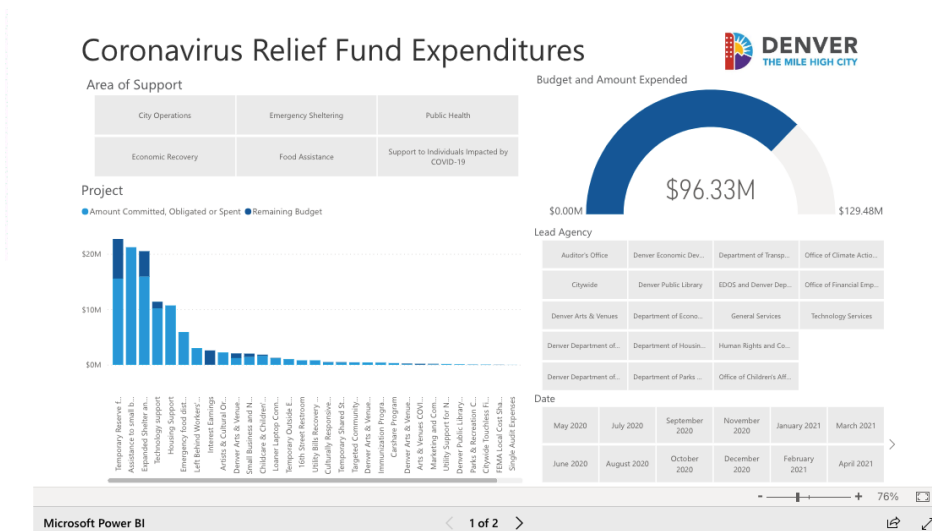 Coronavirus Relief Fund Expenditures
DENVER
THE MILE HIGH CITY
Area of Support
City Operations
Emergency Sheltering
Public Health
Economic Recovery
Food Assistance
Support to Individuals Impacted by
COVID-19
Budget and Amount Expended
$96.33M
$0.00M
$129.48M
Project
Amount Committed, Obligated or Spent
Remaining Budget
$20M
$10M
$0M
Temporary Reserve f...
Assistance to small b...
Expanded Shelter an...
Technology support
Housing Support
Emergency food dist...
Left Behind Workers'...
Interest Earnings
Artists & Cultural Or...
Denver Arts & Venue...
Small Business and N...
Childcare & Children'...
Loaner Laptop Conn...
Temporary Outside E...
16th Street Restroom
Utility Bills Recovery ...
Culturally Responsive...
Temporary Shared St...
Targeted Community...
Denver Arts & Venue...
Immunization Progra...
Carshare Program
Denver Arts & Venue...
Arts & Venues COVI...
Marketing and Com...
Utility Support for N...
Denver Public Library...
Parks & Recreation C...
Citywide Touchless Fi...
FEMA Local Cost Sha...
Single Audit Expenses
Lead Agency
Auditor's Office
Denver Economic Dev...
Department of Transp...
Office of Climate Actio...
Citywide
Denver Public Library
EDOS and Denver Dep...
Office of Financial Emp...
Denver Arts & Venues
Department of Econo...
General Services
Technology Services
Denver Department of...
Department of Housin...
Human Rights and Co...
Denver Department of...
Department of Parks ...
Office of Children's Aff...
Date
May 2020
July 2020
September
2020
November
2020
January 2021
March 2021
June 2020
August 2020
October
2020
December
2020
February
2021
April 2021
- + 76%
Microsoft Power BI
1 of 2